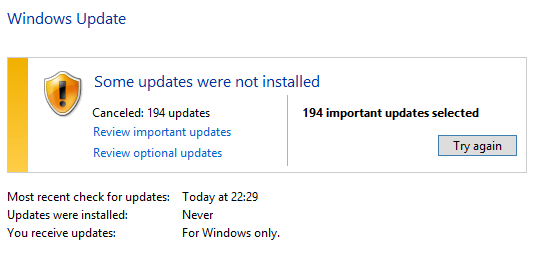 Windows Update
Some updates were not installed
Canceled: 194 updates
Review important updates
Review optional updates
194 important updates selected
Try again
Most recent check for updates: Today at 22:29
Updates were installed: Never
You receive updates: For Windows only.